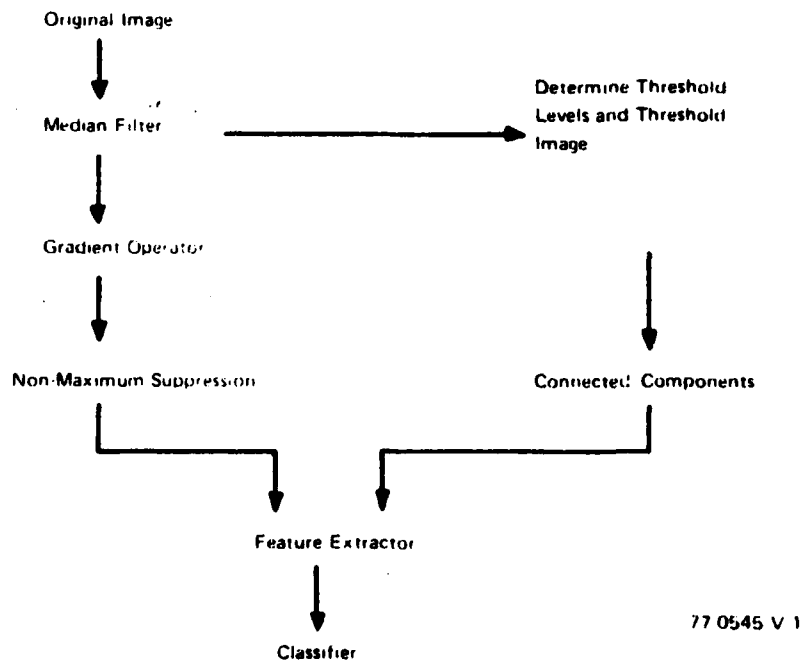 Original Image
Median Filter
Determine Threshold
Levels and Threshold
Image
Gradient Operator
Non-Maximum Suppression
Connected Components
Feature Extractor
Classifier
77 0545 V 1